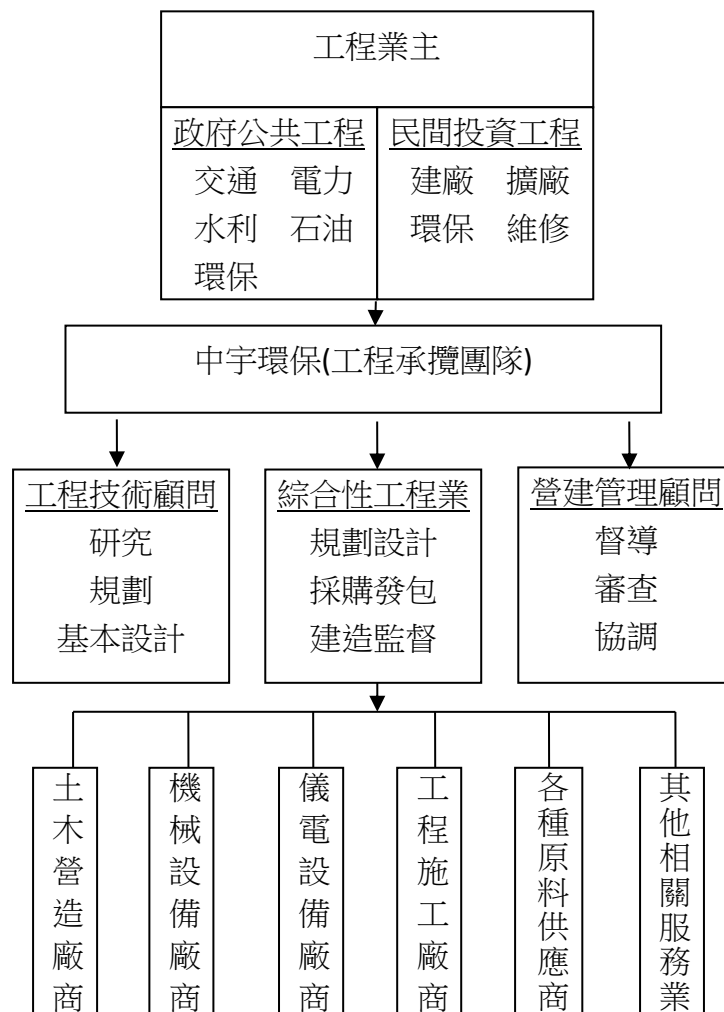 工程業主
政府公共工程
交通 電力
水利 石油
環保
民間投資工程
建廠 擴廠
環保 維修
中宇環保(工程承攬團隊)
工程技術顧問
研究
規劃
基本設計
綜合性工程業
規劃設計
採購發包
建造監督
營建管理顧問
督導
審查
協調
土木營造廠商
機械設備廠商
儀電設備廠商
工程施工廠商
各種原料供應商
其他相關服務業